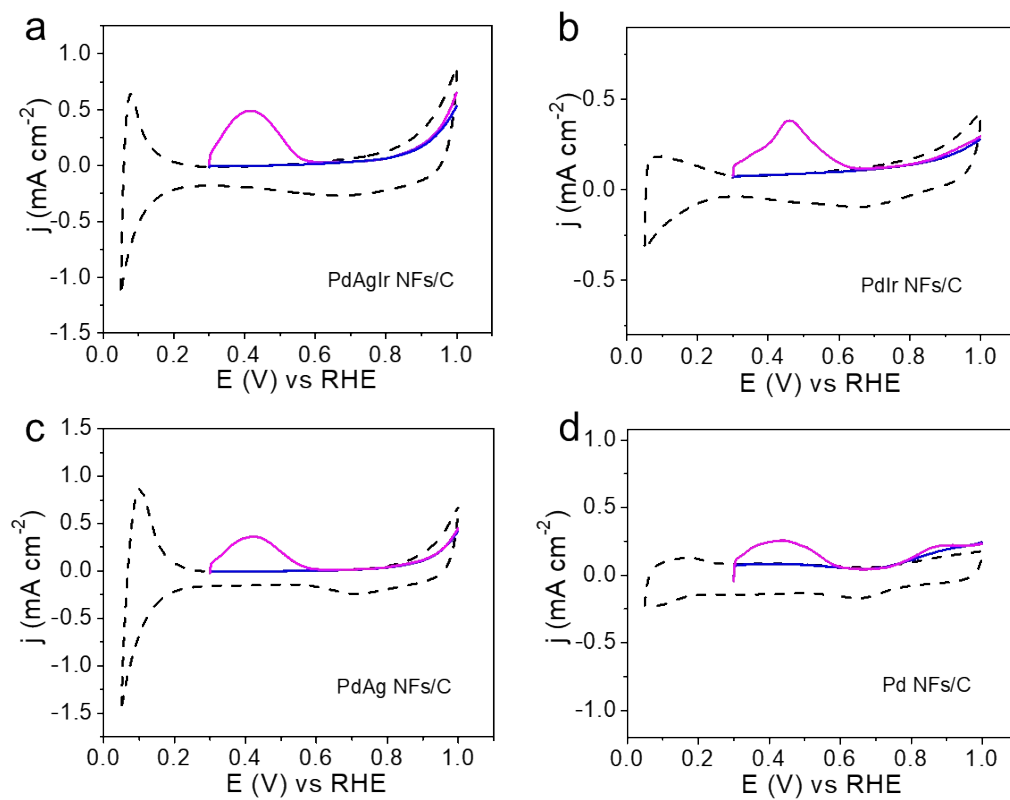 a
j (mA cm-2)
1.0
0.5
0.0
-0.5
-1.0
-1.5
PdAgIr NFs/C
0.0 0.2 0.4 0.6 0.8 1.0
E (V) vs RHE
b
j (mA cm-2)
0.5
0.0
-0.5
PdIr NFs/C
0.0 0.2 0.4 0.6 0.8 1.0
E (V) vs RHE
c
j (mA cm-2)
1.5
1.0
0.5
0.0
-0.5
-1.0
-1.5
PdAg NFs/C
0.0 0.2 0.4 0.6 0.8 1.0
E (V) vs RHE
d
j (mA cm-2)
1.0
0.5
0.0
-0.5
-1.0
Pd NFs/C
0.0 0.2 0.4 0.6 0.8 1.0
E (V) vs RHE